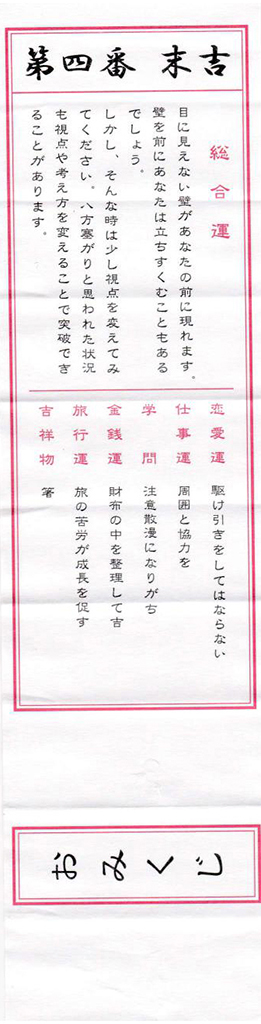 第四番 末吉
総合運
目に見えない壁があなたの前に現れます。
壁を前にあなたは立ちすくむこともある
でしょう。
しかし、そんな時は少し視点を変えてみ
てください。八方塞がりと思われた状況
も視点や考え方を変えることで突破でき
ることがあります。
恋愛運 駆け引きをしてはならない
仕事運 周囲と協力を
学問 注意散漫になりがち
金銭運 財布の中を整理して吉
旅行運 旅の苦労が成長を促す
吉祥物 箸
おみくじ